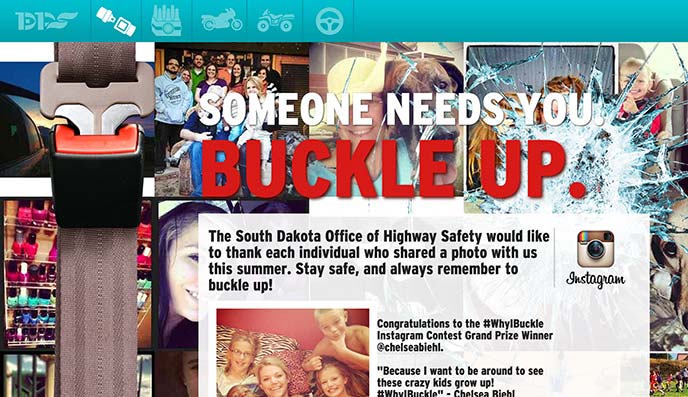 SOMEONE NEEDS YOU.
BUCKLE UP.
The South Dakota Office of Highway Safety would like
to thank each individual who shared a photo with us
this summer. Stay safe, and always remember to
buckle up!
Instagram
Congratulations to the #WhyIBuckle
Instagram Contest Grand Prize Winner
@chelseabiehl.
"Because I want to be around to see
these crazy kids grow up!
#WhyIBuckle" - Chelsea Biehl